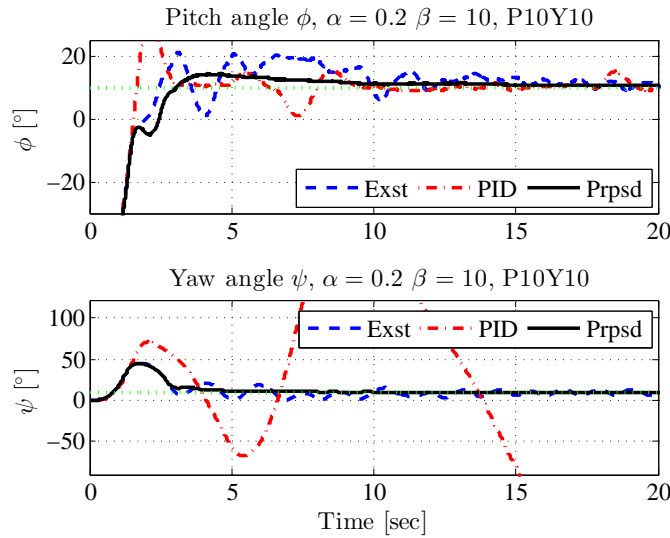 Pitch angle ϕ, α = 0.2 β = 10, P10Y10
20
0
−20
ϕ [°]
Exst PID Prpsd
0 5 10 15 20
Yaw angle ψ, α = 0.2 β = 10, P10Y10
100
50
0
−50
ψ [°]
Exst PID Prpsd
0 5 10 15 20
Time [sec]